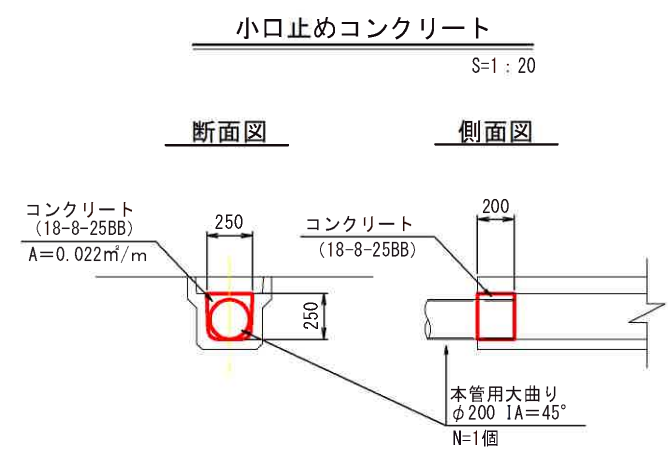 小口止めコンクリート
S=1：20
断面図
側面図
コンクリート
(18-8-25BB)
A=0.022㎡/m
250
250
コンクリート
(18-8-25BB)
200
本管用大曲り
φ200 IA=45°
N=1個